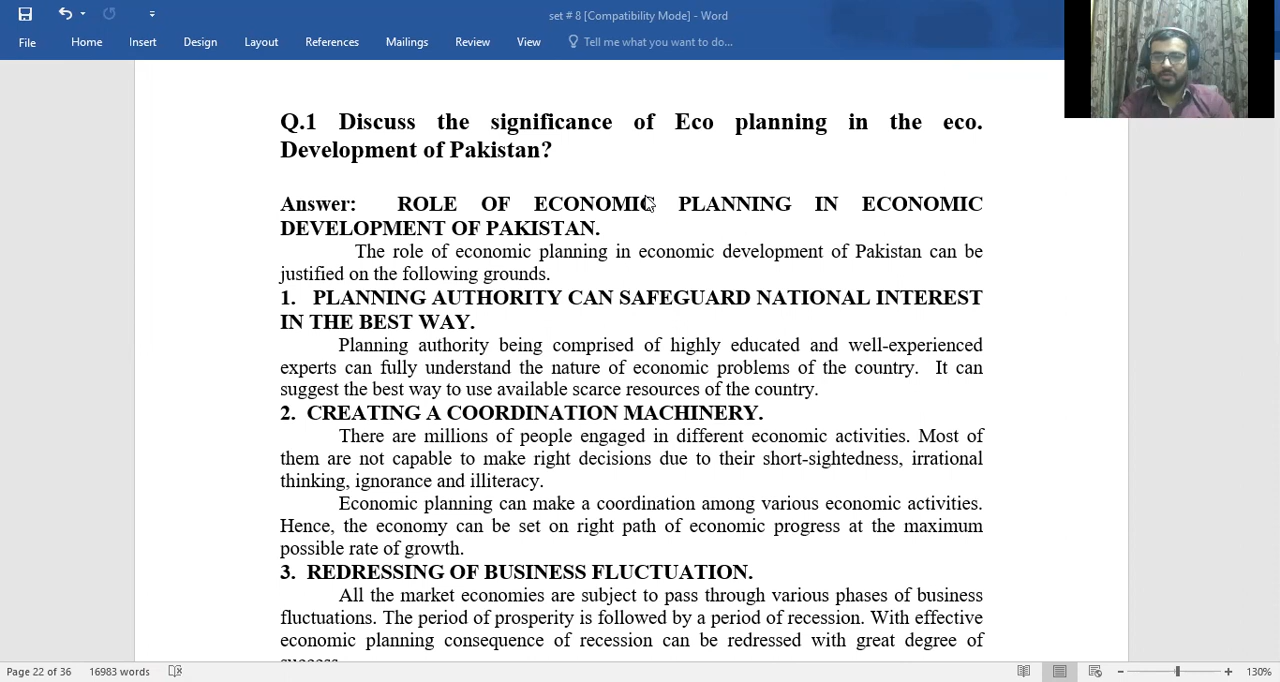 set # 8 [Compatibility Mode] - Word
File Home Insert Design Layout References Mailings Review View Tell me what you want to do...
Q.1 Discuss the significance of Eco planning in the eco.
Development of Pakistan?
Answer: ROLE OF ECONOMIC PLANNING IN ECONOMIC
DEVELOPMENT OF PAKISTAN.
The role of economic planning in economic development of Pakistan can be
justified on the following grounds.
1. PLANNING AUTHORITY CAN SAFEGUARD NATIONAL INTEREST
IN THE BEST WAY.
Planning authority being comprised of highly educated and well-experienced
experts can fully understand the nature of economic problems of the country. It can
suggest the best way to use available scarce resources of the country.
2. CREATING A COORDINATION MACHINERY.
There are millions of people engaged in different economic activities. Most of
them are not capable to make right decisions due to their short-sightedness, irrational
thinking, ignorance and illiteracy.
Economic planning can make a coordination among various economic activities.
Hence, the economy can be set on right path of economic progress at the maximum
possible rate of growth.
3. REDRESSING OF BUSINESS FLUCTUATION.
All the market economies are subject to pass through various phases of business
fluctuations. The period of prosperity is followed by a period of recession. With effective
economic planning consequence of recession can be redressed with great degree of
Page 22 of 36 16983 words 130%